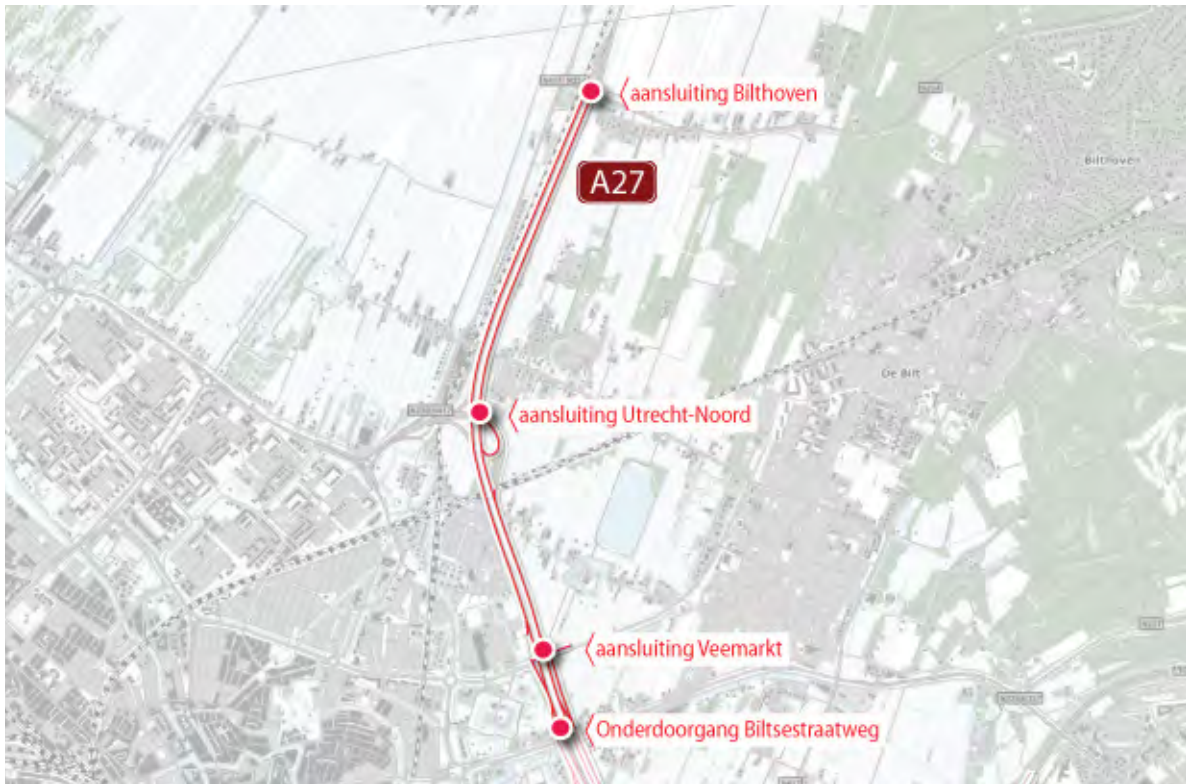 aansluiting Bilthoven
A27
Bilthoven
De Bilt
aansluiting Utrecht-Noord
aansluiting Veemarkt
Onderdoorgang Biltsestraatweg